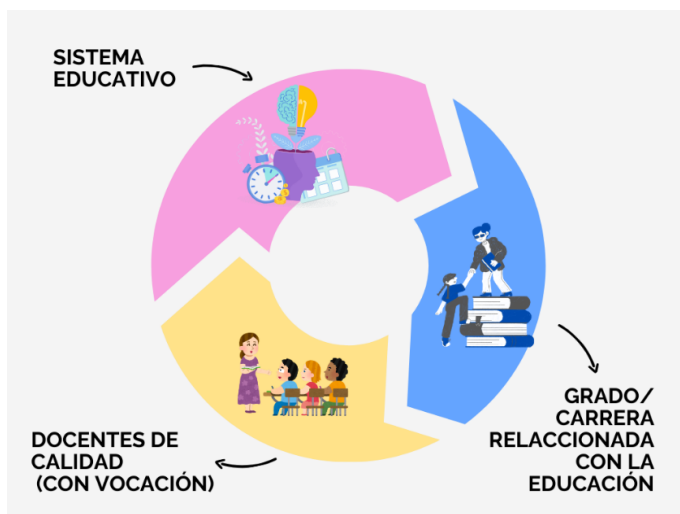 SISTEMA
EDUCATIVO
GRADO/
CARRERA
RELACCIONADA
CON LA
EDUCACIÓN
DOCENTES DE
CALIDAD
(CON VOCACIÓN)